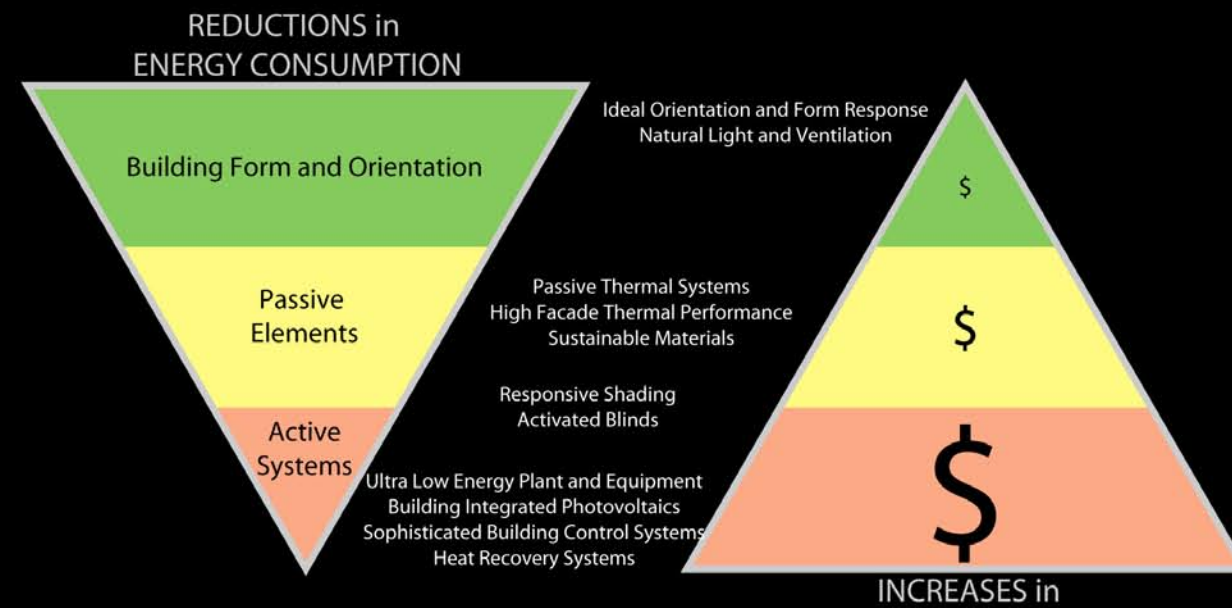 REDUCTIONS in
ENERGY CONSUMPTION
Building Form and Orientation
Passive
Elements
Active
Systems
Ideal Orientation and Form Response
Natural Light and Ventilation
Passive Thermal Systems
High Facade Thermal Performance
Sustainable Materials
Responsive Shading
Activated Blinds
Ultra Low Energy Plant and Equipment
Building Integrated Photovoltaics
Sophisticated Building Control Systems
Heat Recovery Systems
$
$
$
INCREASES in